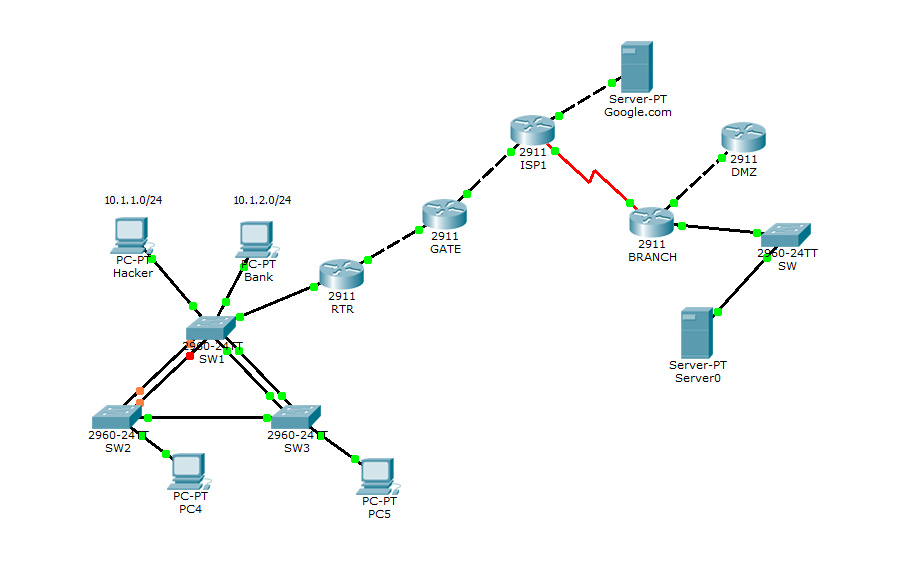 Server-PT
Google.com
2911
ISP1
2911
DMZ
10.1.1.0/24
10.1.2.0/24
2911
GATE
2911
BRANCH
2960-24TT
SW
PC-PT
Hacker
PC-PT
Bank
2911
RTR
2960-24TT
SW1
Server-PT
Server0
2960-24TT
SW2
2960-24TT
SW3
PC-PT
PC4
PC-PT
PC5